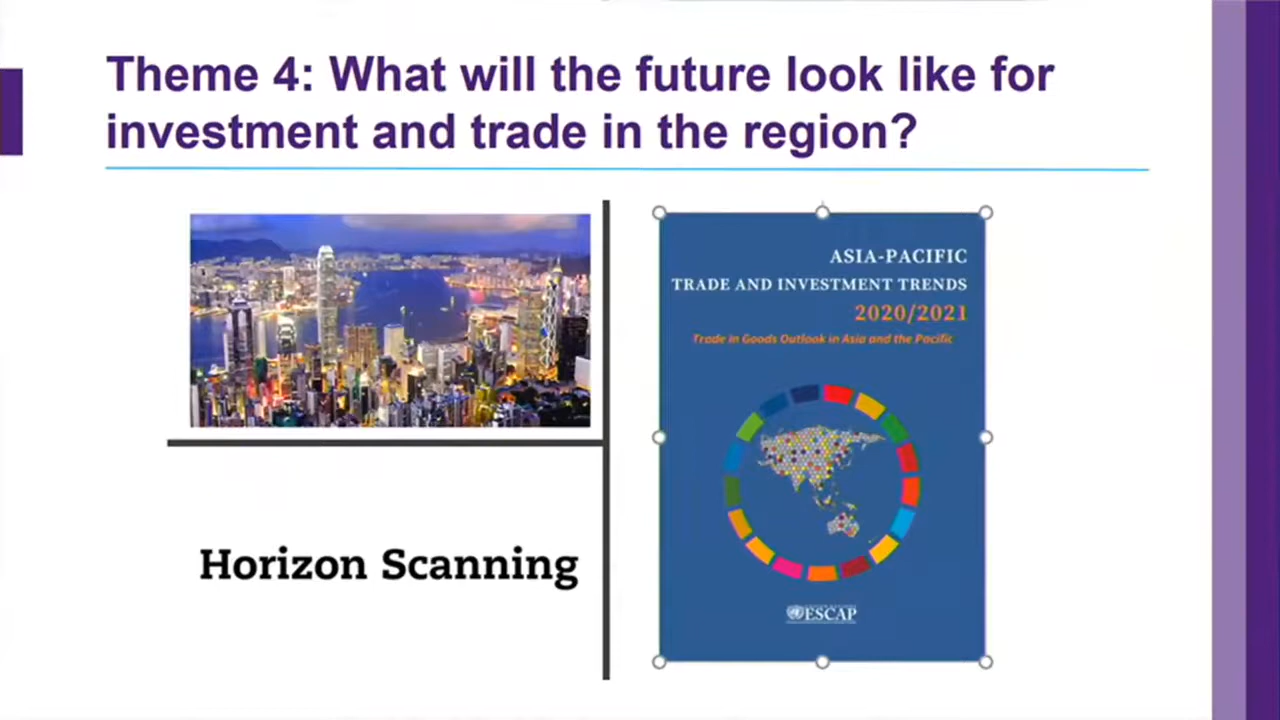 Theme 4: What will the future look like for
investment and trade in the region?
Horizon Scanning
ASIA-PACIFIC
TRADE AND INVESTMENT TRENDS
2020/2021
Trade in Goods Outlook in Asia and the Pacific
ESCAP